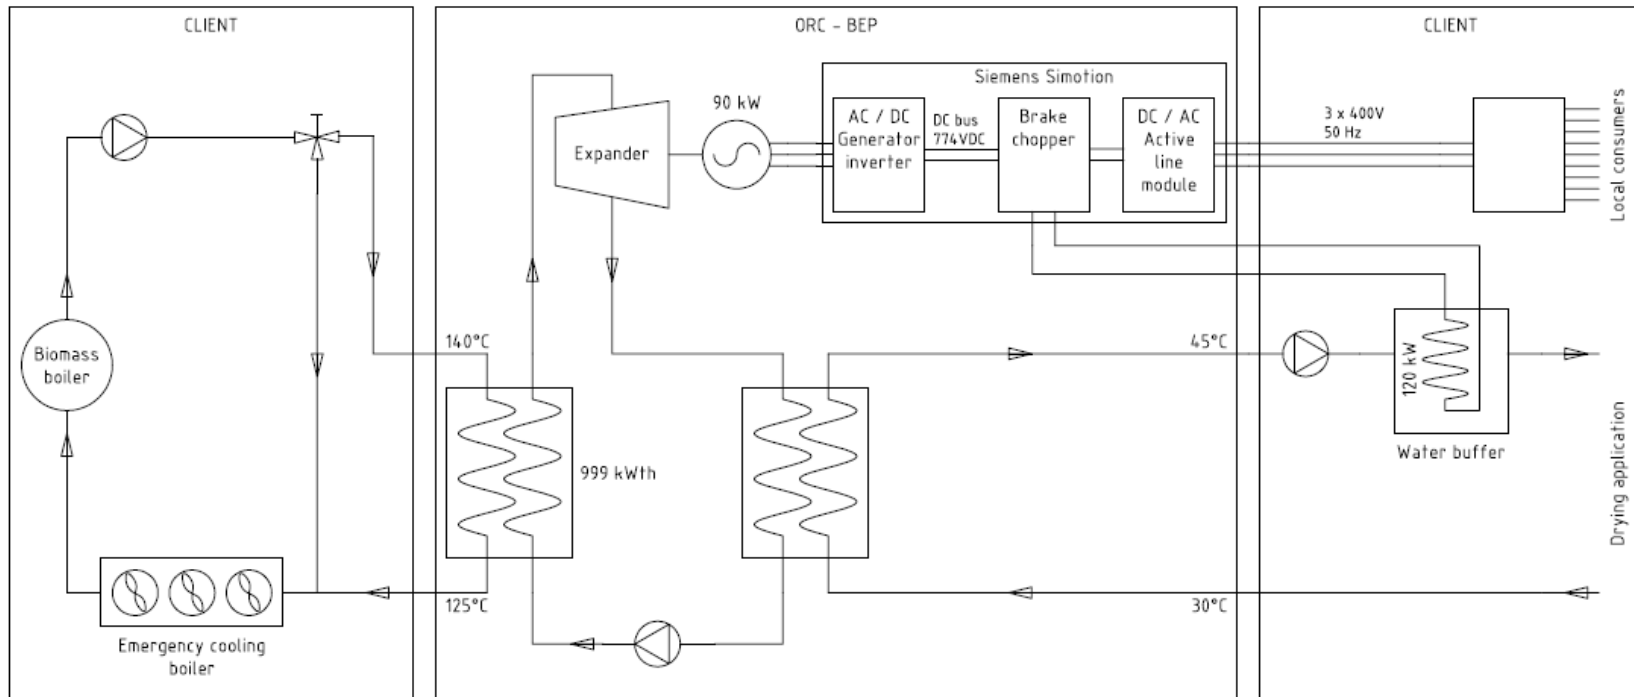 CLIENT
ORC - BEP
CLIENT
Siemens Simotion
90 kW
AC / DC
Generator
inverter
DC bus
774VDC
Brake
chopper
DC / AC
Active
line
module
3 x 400V
50 Hz
Local consumers
Expander
Biomass
boiler
140°C
45°C
120 kW
Water buffer
999 kWth
Drying application
125°C
30°C
Emergency cooling
boiler